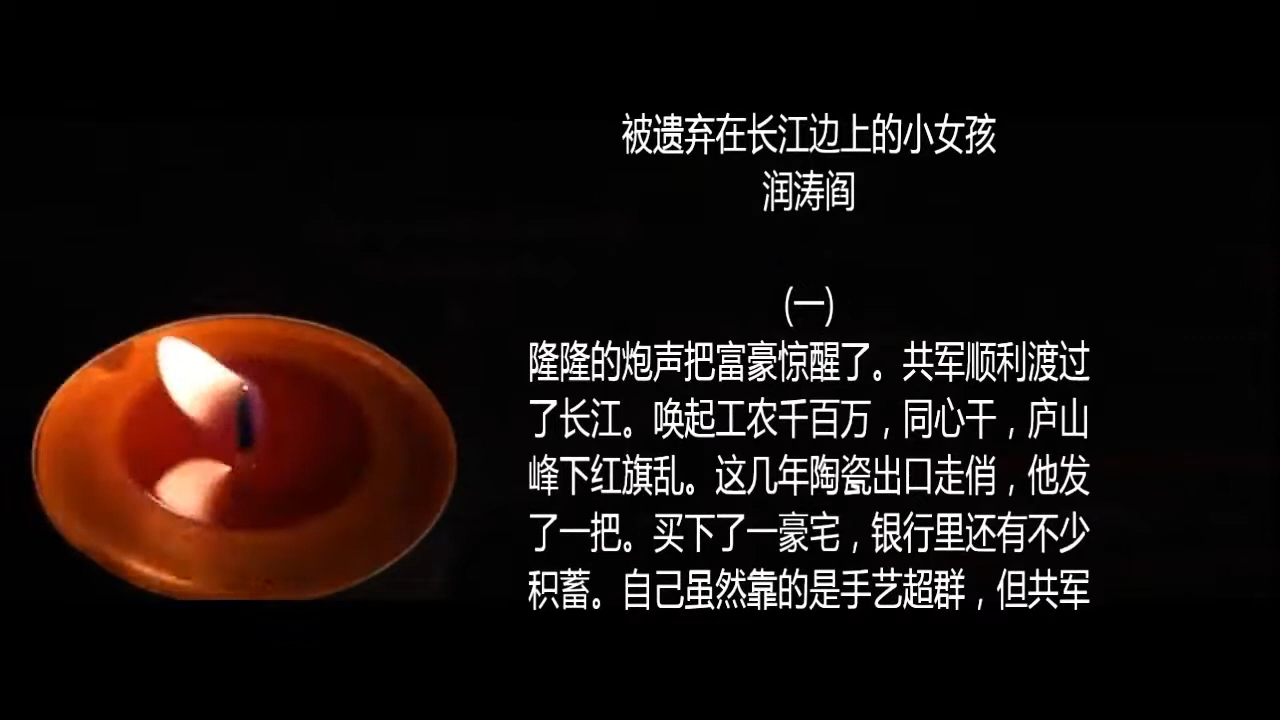 被遗弃在长江边上的小女孩
润涛阎
(一)
隆隆的炮声把富豪惊醒了。共军顺利渡过
了长江。唤起工农千百万，同心干，庐山
峰下红旗乱。这几年陶瓷出口走俏，他发
了一把。买下了一豪宅，银行里还有不少
积蓄。自己虽然靠的是手艺超群，但共军